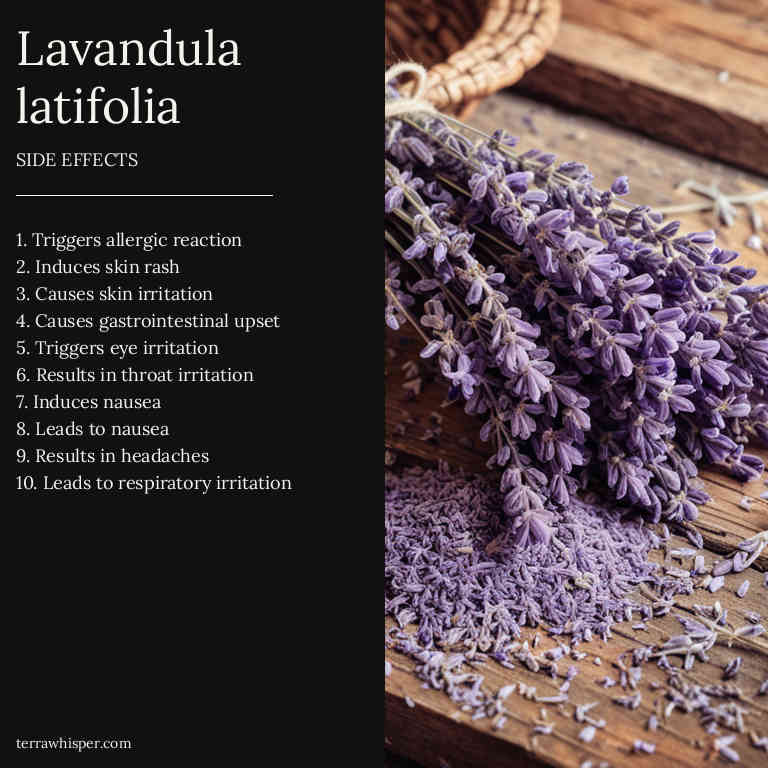 Lavandula
latifolia
SIDE EFFECTS
1. Triggers allergic reaction
2. Induces skin rash
3. Causes skin irritation
4. Causes gastrointestinal upset
5. Triggers eye irritation
6. Results in throat irritation
7. Induces nausea
8. Leads to nausea
9. Results in headaches
10. Leads to respiratory irritation
terrawhisper.com